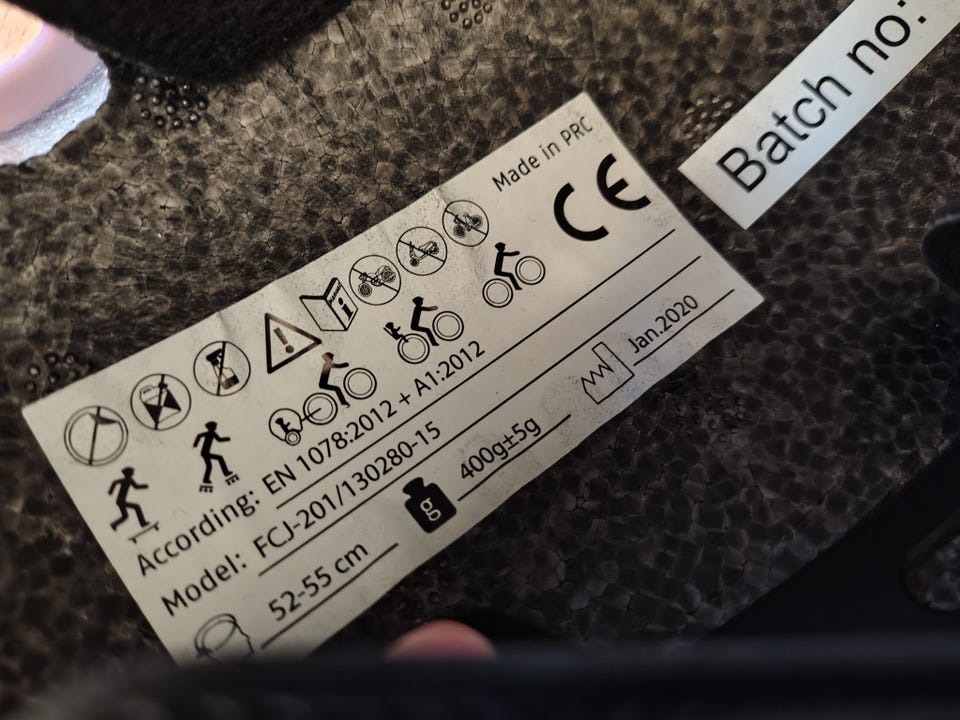 Made in PRC
CE
According: EN 1078:2012 + A1:2012
Model: FCJ-201/130280-15
52-55 cm
g
400g±5g
Jan.2020
Batch no: